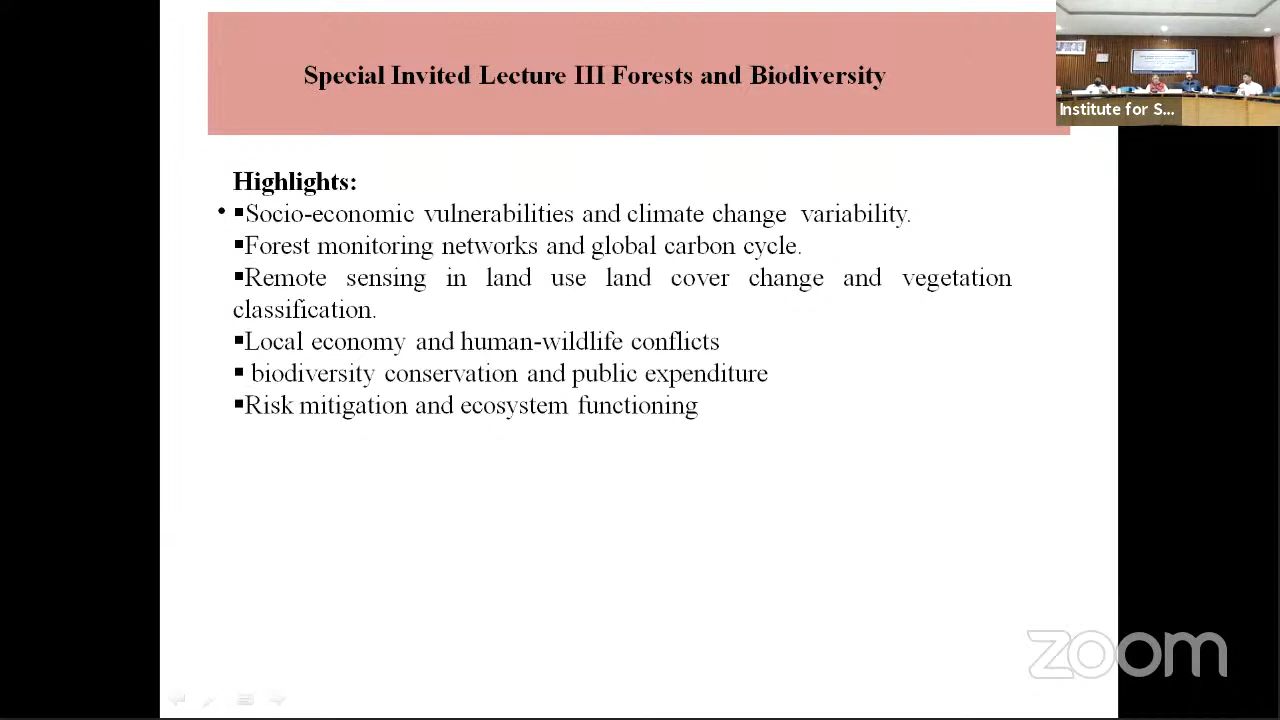 Special Invited Lecture III Forests and Biodiversity
Institute for S...
Highlights:
• ▪Socio-economic vulnerabilities and climate change variability.
▪Forest monitoring networks and global carbon cycle.
▪Remote sensing in land use land cover change and vegetation
classification.
▪Local economy and human-wildlife conflicts
▪ biodiversity conservation and public expenditure
▪Risk mitigation and ecosystem functioning
zoom